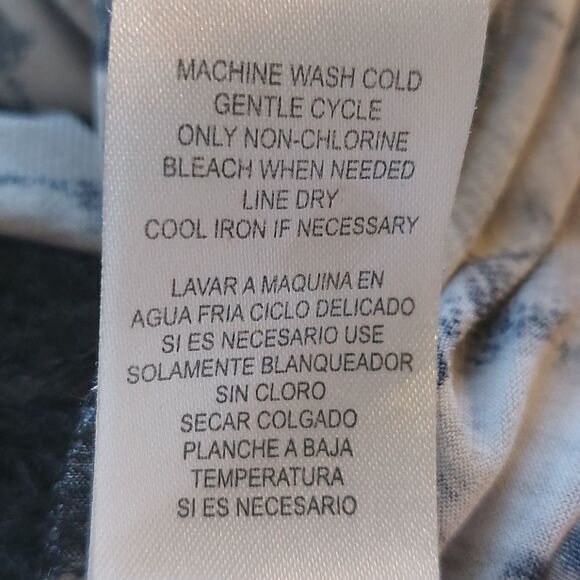 MACHINE WASH COLD
GENTLE CYCLE
ONLY NON-CHLORINE
BLEACH WHEN NEEDED
LINE DRY
COOL IRON IF NECESSARY
LAVAR A MAQUINA EN
AGUA FRIA CICLO DELICADO
SI ES NECESARIO USE
SOLAMENTE BLANQUEADOR
SIN CLORO
SECAR COLGADO
PLANCHE A BAJA
TEMPERATURA
SI ES NECESARIO